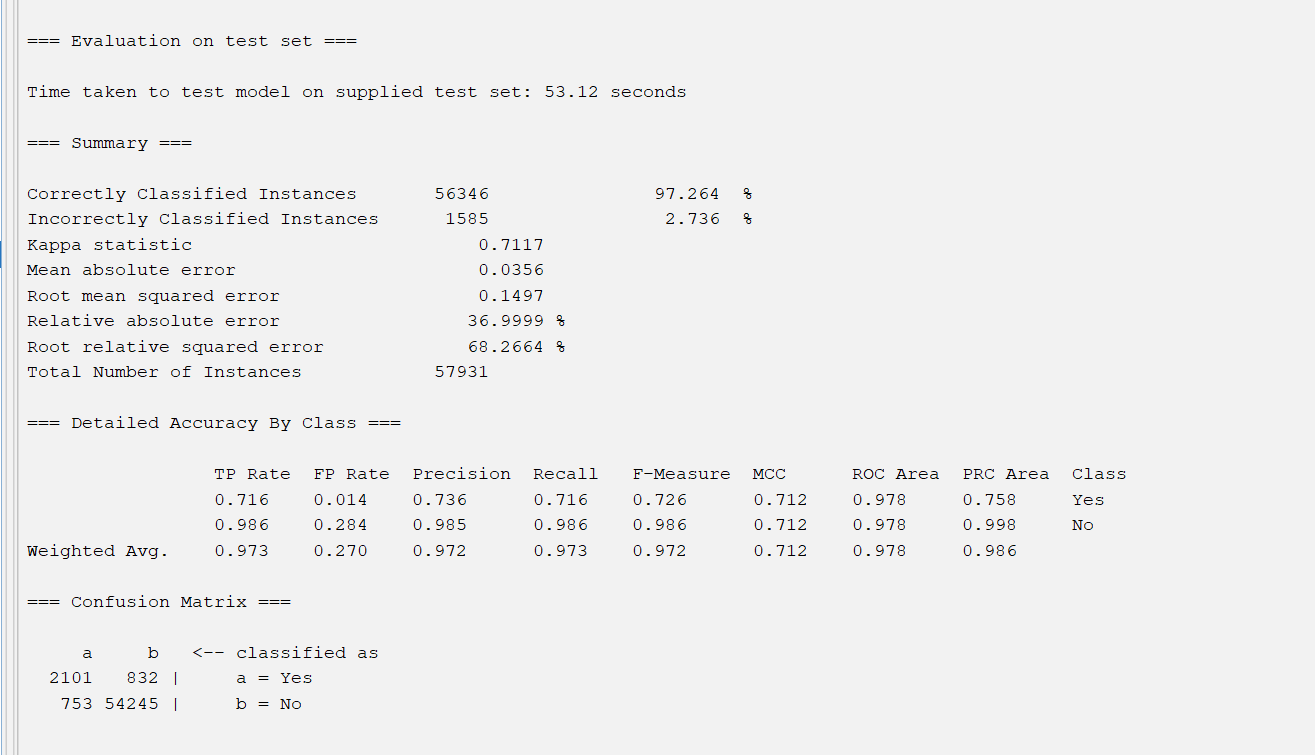 === Evaluation on test set ===
Time taken to test model on supplied test set: 53.12 seconds
=== Summary ===
Correctly Classified Instances 56346 97.264 %
Incorrectly Classified Instances 1585 2.736 %
Kappa statistic 0.7117
Mean absolute error 0.0356
Root mean squared error 0.1497
Relative absolute error 36.9999 %
Root relative squared error 68.2664 %
Total Number of Instances 57931
=== Detailed Accuracy By Class ===
TP Rate FP Rate Precision Recall F-Measure MCC ROC Area PRC Area Class
0.716 0.014 0.736 0.716 0.726 0.712 0.978 0.758 Yes
0.986 0.284 0.985 0.986 0.986 0.712 0.978 0.998 No
Weighted Avg. 0.973 0.270 0.972 0.973 0.972 0.712 0.978 0.986
=== Confusion Matrix ===
a b <-- classified as
2101 832 | a = Yes
753 54245 | b = No